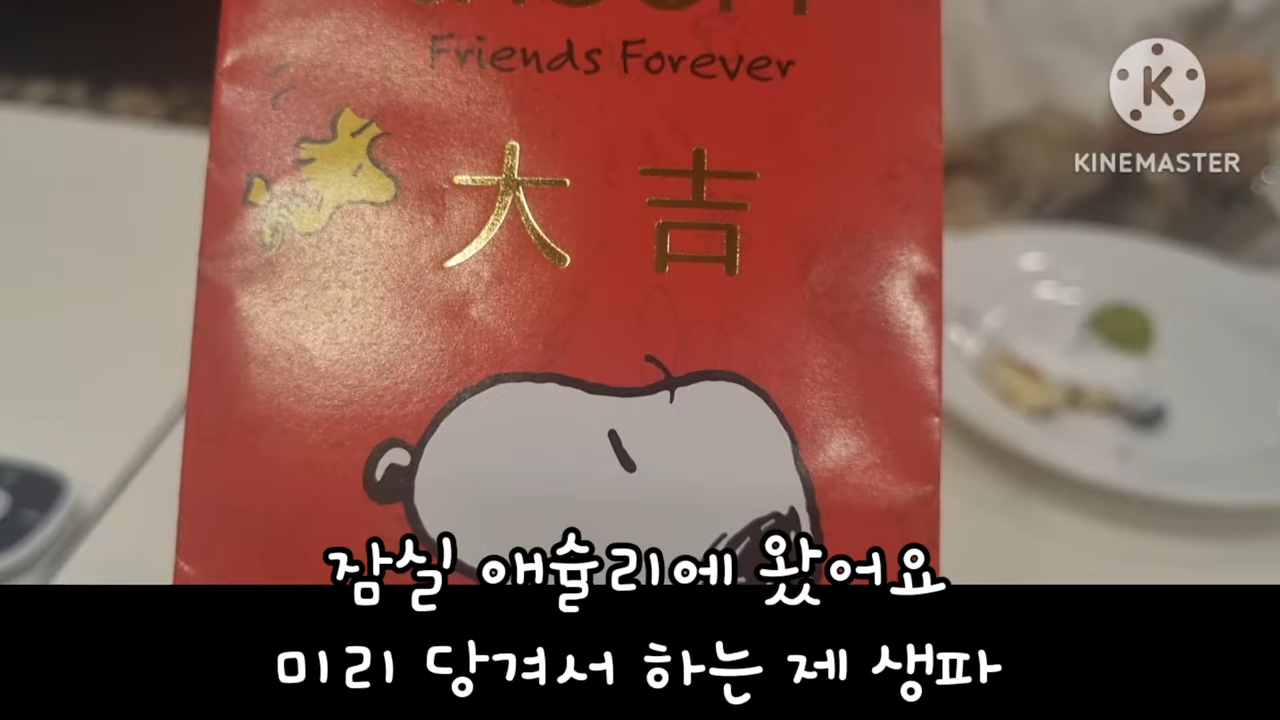 Friends Forever
K
KINEMASTER
大吉
잠실 애슐리에 왔어요
미리 당겨서 하는 제 생파